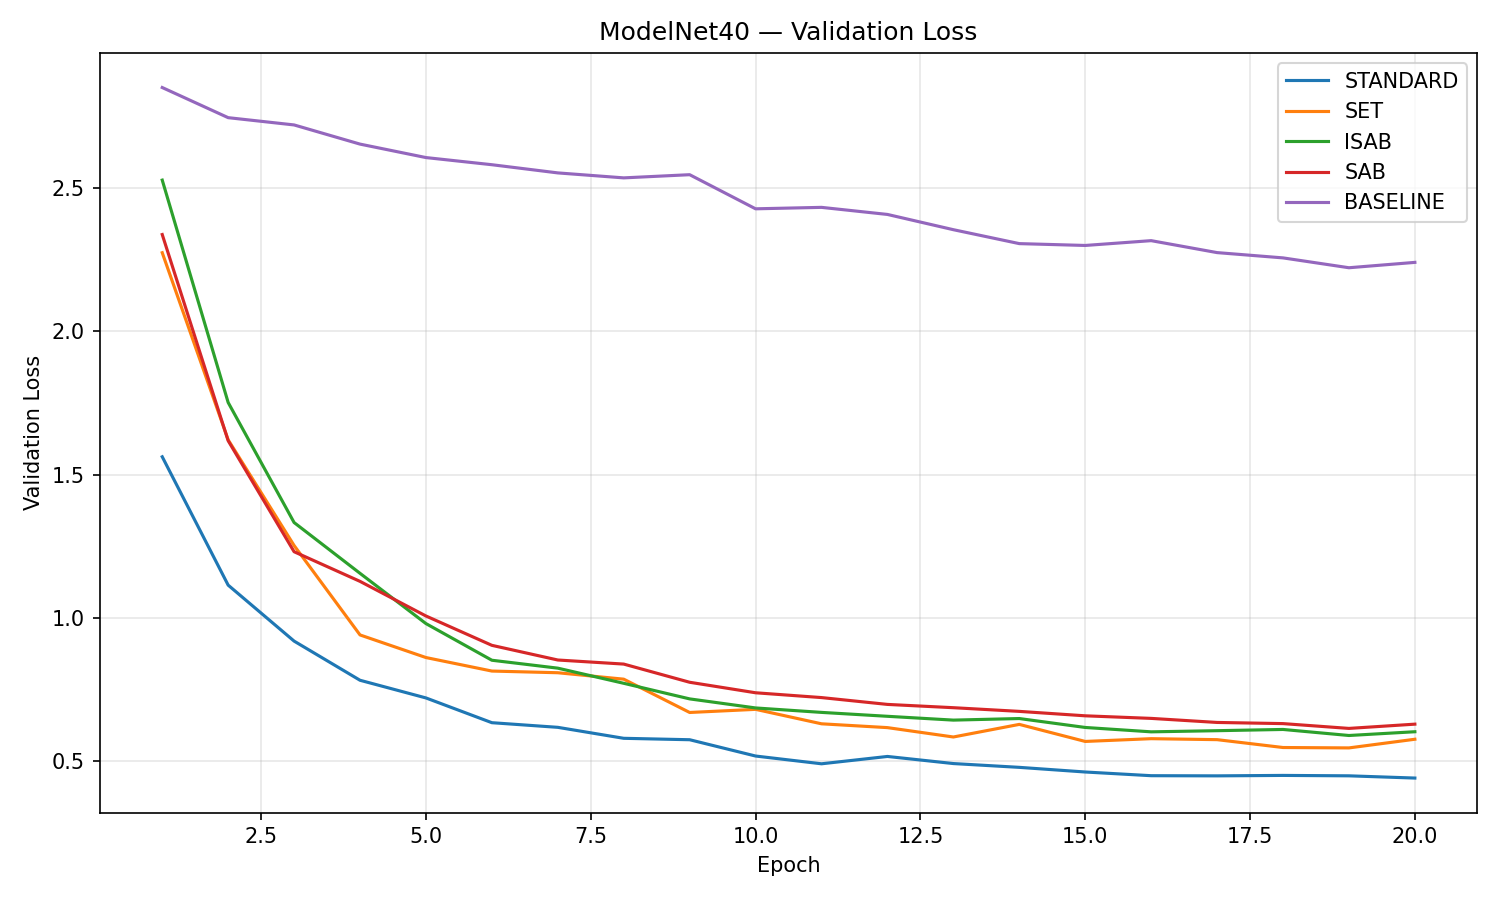 ModelNet40 — Validation Loss
STANDARD
SET
ISAB
SAB
BASELINE
Validation Loss
2.5
2.0
1.5
1.0
0.5
2.5
5.0
7.5
10.0
12.5
15.0
17.5
20.0
Epoch